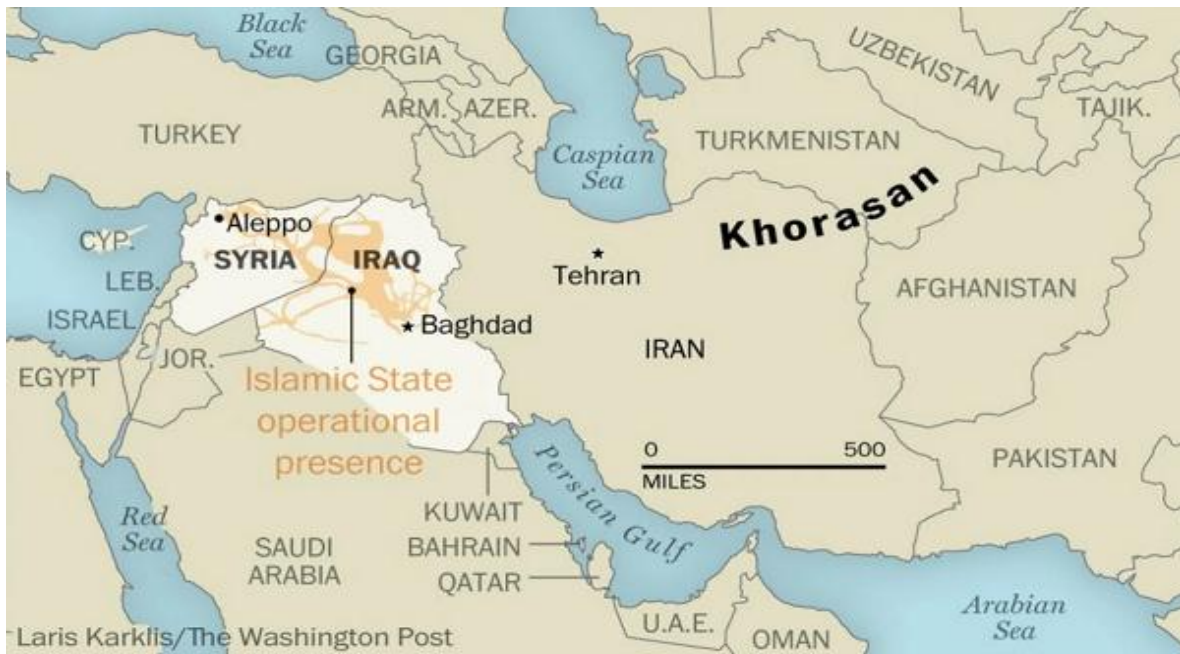 Black
Sea
GEORGIA
UZBEKISTAN
ARM.
AZER.
TAJIK.
TURKEY
TURKMENISTAN
Caspian
Sea
Khorasan
Aleppo
CYP.
SYRIA
IRAQ
Tehran
LEB.
AFGHANISTAN
ISRAEL
Baghdad
IRAN
JOR.
EGYPT
Islamic State
operational
presence
0
500
MILES
PAKISTAN
Persian Gulf
Red
Sea
KUWAIT
SAUDI
ARABIA
BAHRAIN
QATAR
Arabian
Sea
U.A.E.
OMAN
Laris Karklis/The Washington Post